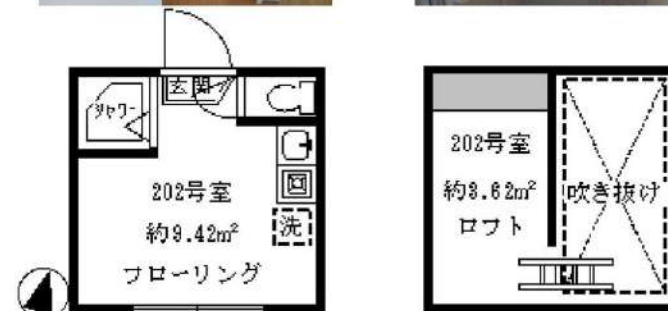 玄関
シャワー
202号室
約9.42m²
フローリング
洗
202号室
約3.62m²
ロフト
吹き抜け